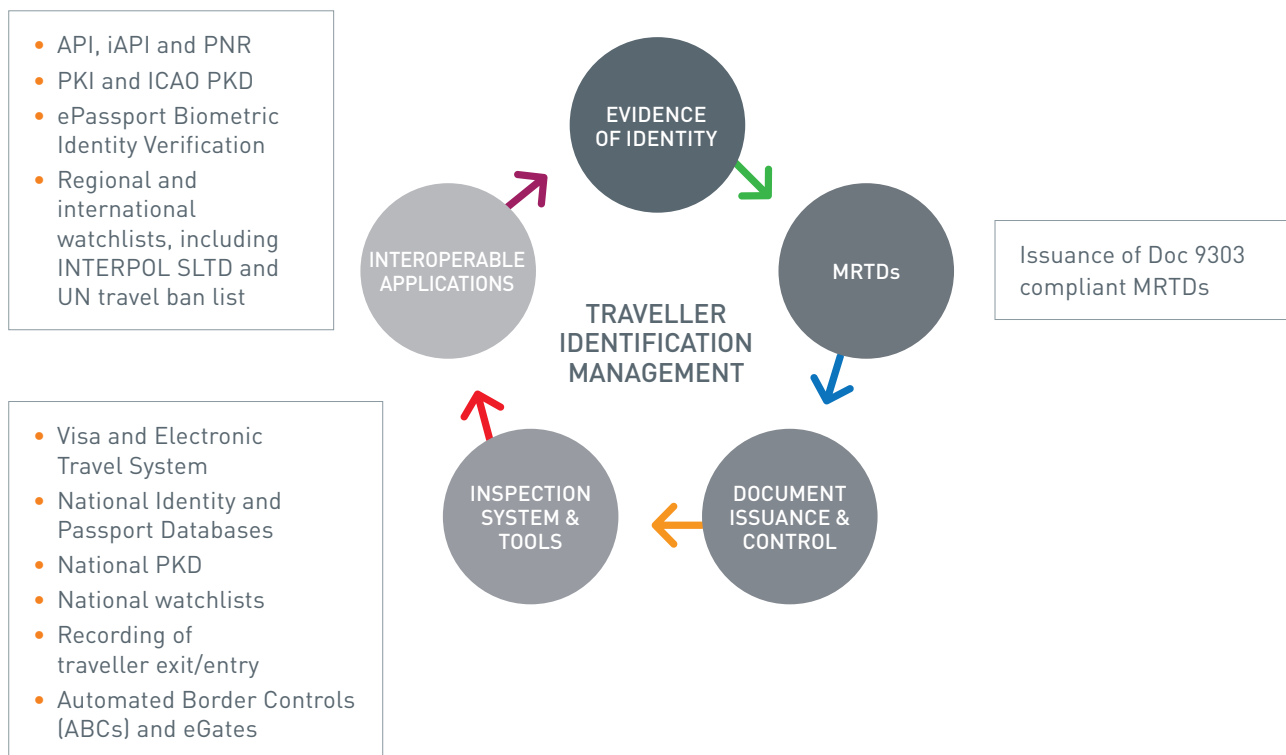 • API, iAPI and PNR
• PKI and ICAO PKD
• ePassport Biometric
Identity Verification
• Regional and
international
watchlists, including
INTERPOL SLTD and
UN travel ban list
EVIDENCE
OF IDENTITY
INTEROPERABLE
APPLICATIONS
MRTDs
Issuance of Doc 9303
compliant MRTDs
TRAVELLER
IDENTIFICATION
MANAGEMENT
• Visa and Electronic
Travel System
• National Identity and
Passport Databases
• National PKD
• National watchlists
• Recording of
traveller exit/entry
• Automated Border Controls
(ABCs) and eGates
INSPECTION
SYSTEM &
TOOLS
DOCUMENT
ISSUANCE &
CONTROL